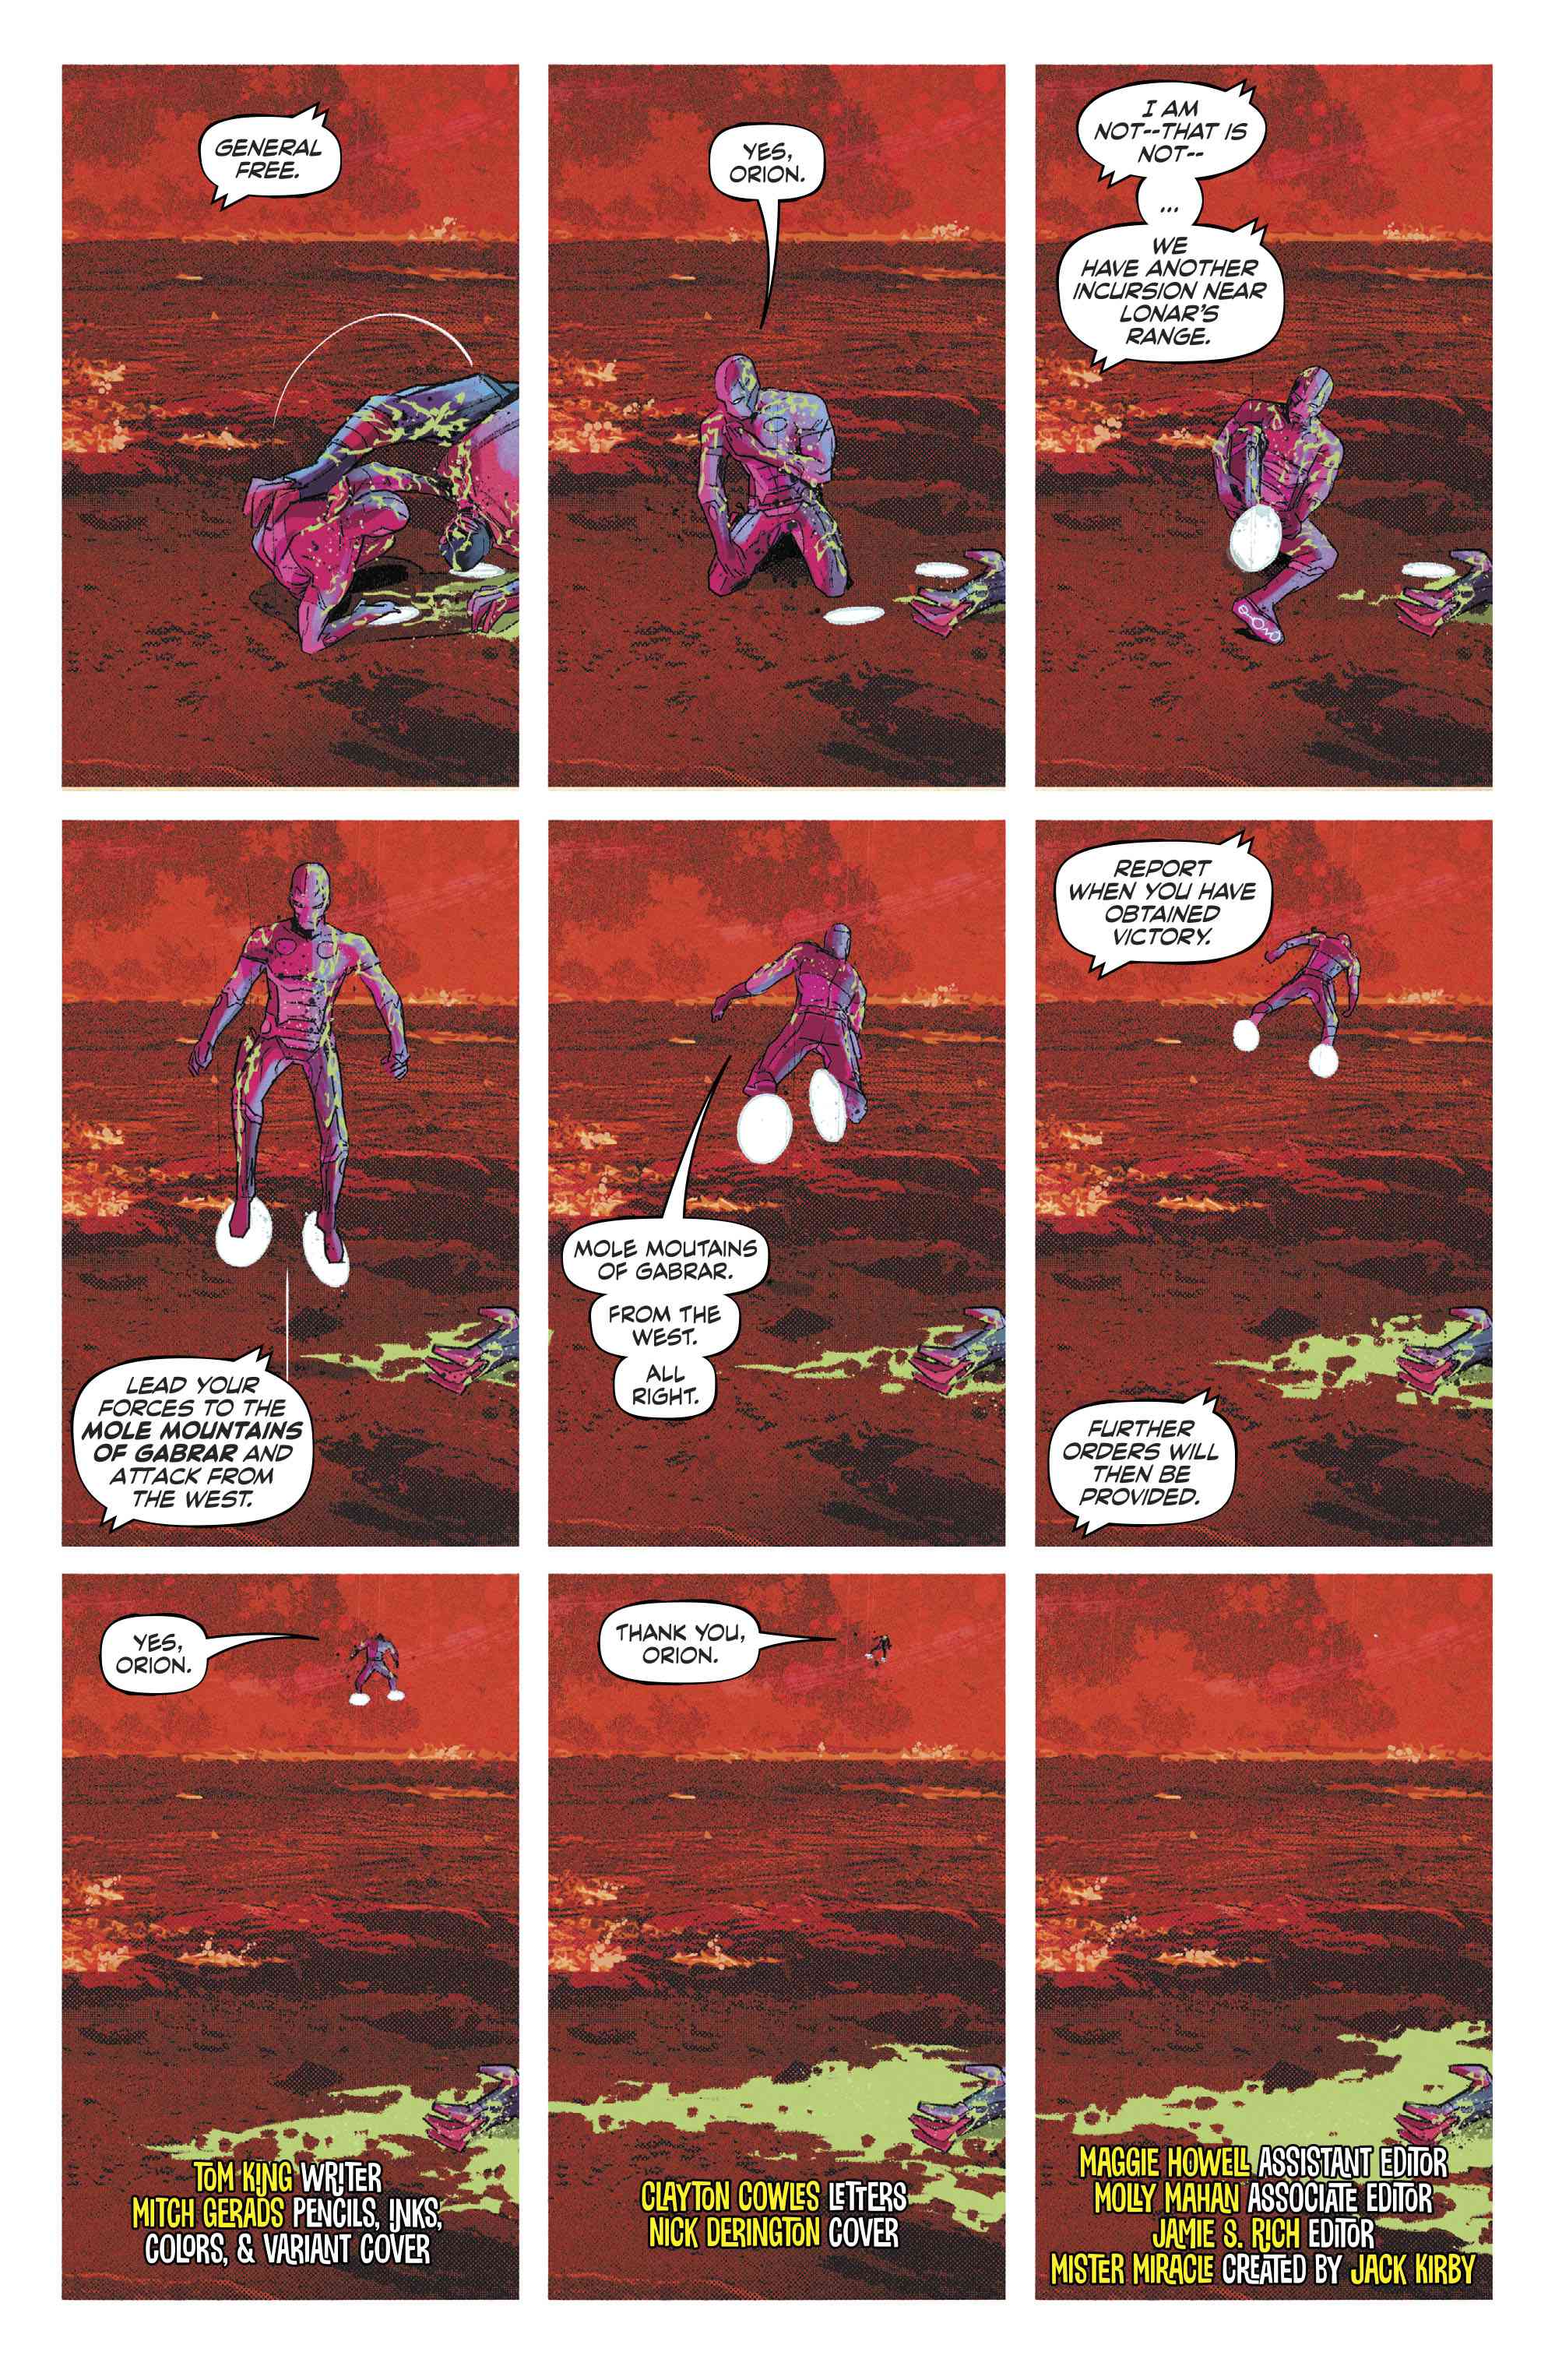 GENERAL
FREE.
YES,
ORION.
I AM
NOT--THAT IS
NOT--
...
WE
HAVE ANOTHER
INCURSION NEAR
LONAR'S
RANGE.
LEAD YOUR
FORCES TO THE
MOLE MOUNTAINS
OF GABRAR AND
ATTACK FROM
THE WEST.
MOLE MOUTAINS
OF GABRAR.
FROM THE
WEST.
ALL
RIGHT.
REPORT
WHEN YOU HAVE
OBTAINED
VICTORY.
FURTHER
ORDERS WILL
THEN BE
PROVIDED.
YES,
ORION.
TOM KING WRITER
MITCH GERADS PENCILS, INKS,
COLORS, & VARIANT COVER
THANK YOU,
ORION.
CLAYTON COWLES LETTERS
NICK DERINGTON COVER
MAGGIE HOWELL ASSISTANT EDITOR
MOLLY MAHAN ASSOCIATE EDITOR
JAMIE S. RICH EDITOR
MISTER MIRACLE CREATED BY JACK KIRBY